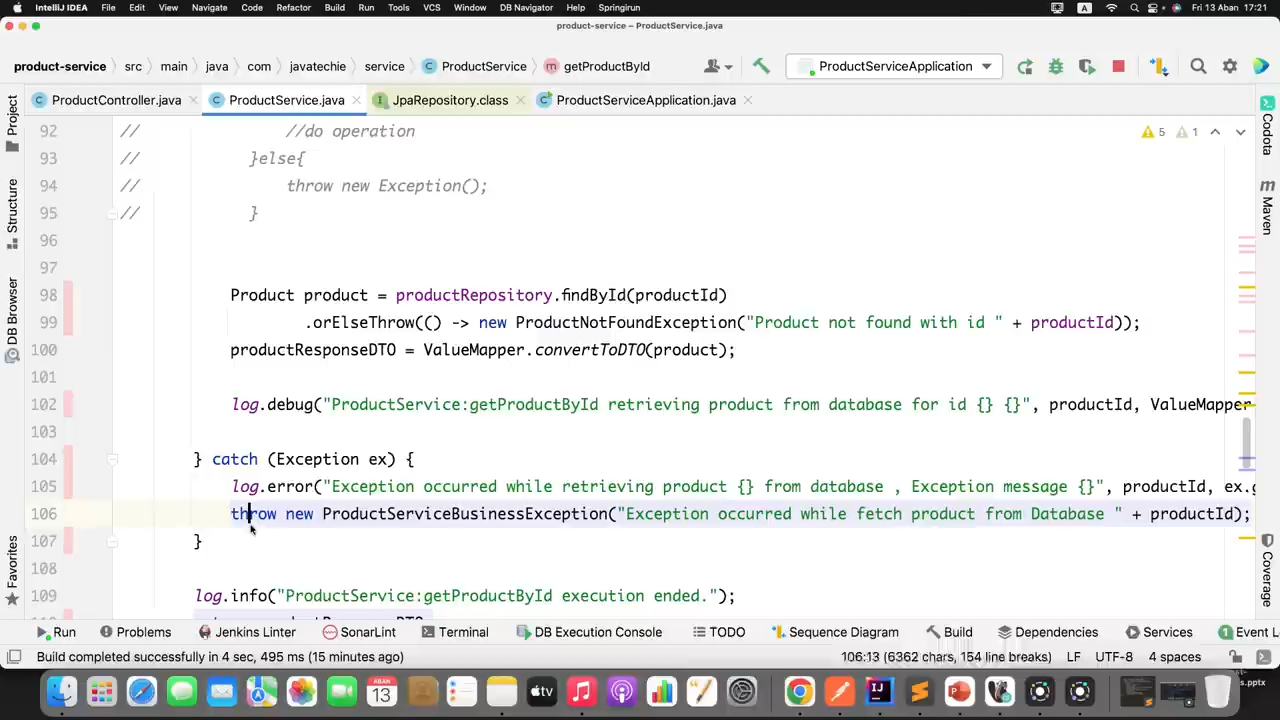 IntelliJ IDEA File Edit View Navigate Code Refactor Build Run Tools VCS Window DB Navigator Help Springirun A Fri 13 Aban 17:21
product-service – ProductService.java
product-service src main java com javatechie service ProductService getProductById ProductServiceApplication
ProductController.java ProductService.java JpaRepository.class ProductServiceApplication.java
92 // //do operation
93 // }else{
94 // throw new Exception();
95 // }
96
97
98 Product product = productRepository.findById(productId)
99 .orElseThrow(() -> new ProductNotFoundException("Product not found with id " + productId));
100 productResponseDTO = ValueMapper.convertToDTO(product);
101
102 log.debug("ProductService:getProductById retrieving product from database for id {} {}", productId, ValueMapper
103
104 } catch (Exception ex) {
105 log.error("Exception occurred while retrieving product {} from database , Exception message {}", productId, ex.g
106 throw new ProductServiceBusinessException("Exception occurred while fetch product from Database " + productId);
107 }
108
109 log.info("ProductService:getProductById execution ended.");
5 1
Project
Structure
DB Browser
Favorites
Codota
Maven
Coverage
Run Problems Jenkins Linter SonarLint Terminal DB Execution Console TODO Sequence Diagram Build Dependencies Services 1 Event L
Build completed successfully in 4 sec, 495 ms (15 minutes ago) 106:13 (6362 chars, 154 line breaks) LF UTF-8 4 spaces
ABAN
13
tv
s.pptx